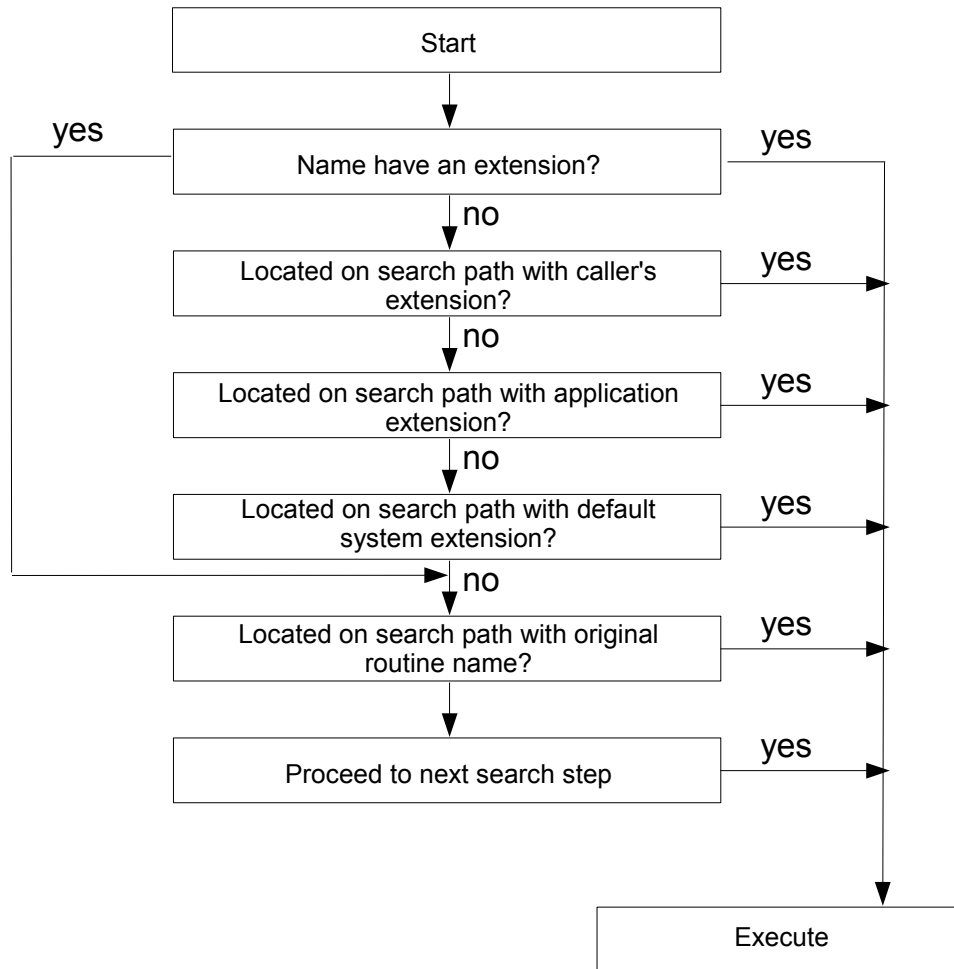 Start
yes
yes
Name have an extension?
no
yes
Located on search path with caller's
extension?
no
yes
Located on search path with application
extension?
no
yes
Located on search path with default
system extension?
no
yes
Located on search path with original
routine name?
yes
Proceed to next search step
Execute